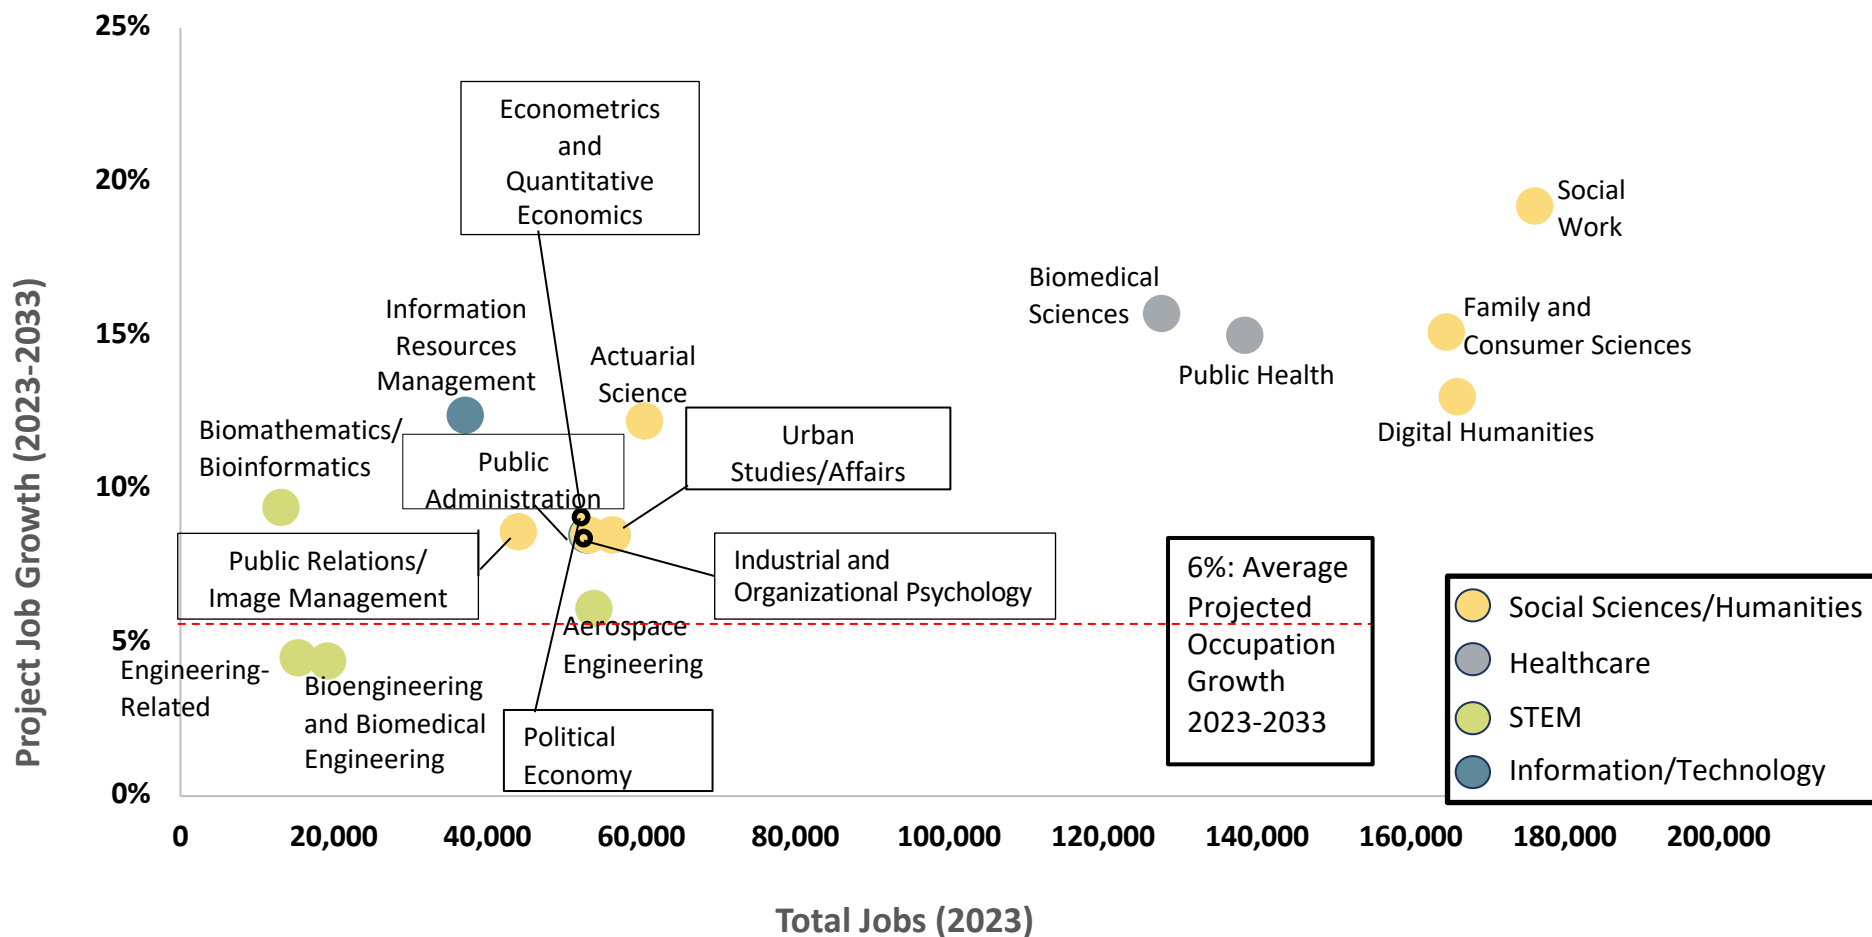 25%
20%
15%
10%
5%
0%
Project Job Growth (2023-2033)
Econometrics
and
Quantitative
Economics
Social
Work
Biomedical
Sciences
Public Health
Family and
Consumer Sciences
Digital Humanities
Information
Resources
Management
Actuarial
Science
Biomathematics/
Bioinformatics
Public
Administration
Urban
Studies/Affairs
Public Relations/
Image Management
Industrial and
Organizational Psychology
Aerospace
Engineering
Engineering-
Related
Bioengineering
and Biomedical
Engineering
Political
Economy
6%: Average
Projected
Occupation
Growth
2023-2033
Social Sciences/Humanities
Healthcare
STEM
Information/Technology
0
20,000
40,000
60,000
80,000
100,000
120,000
140,000
160,000
180,000
200,000
Total Jobs (2023)